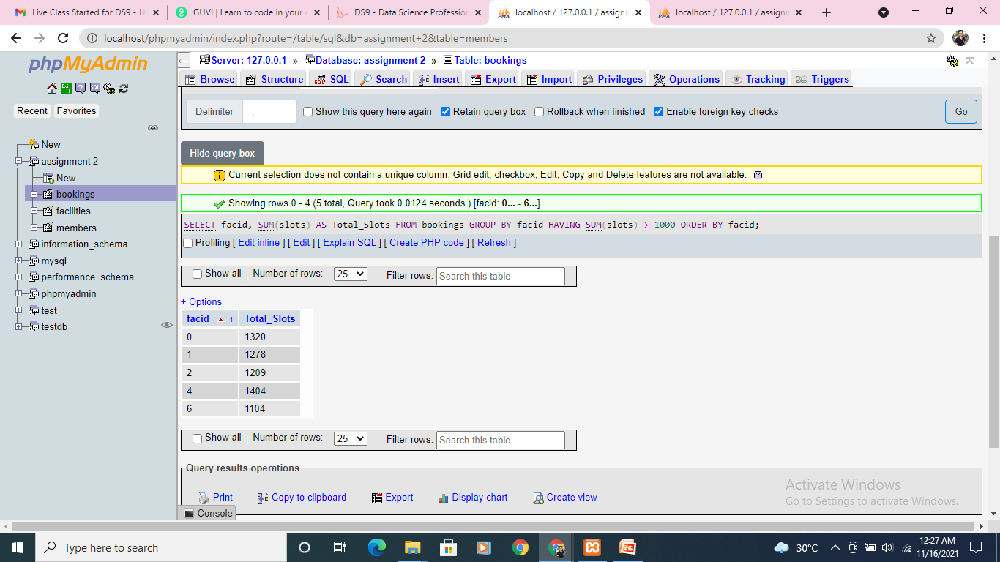 Live Class Started for DS9 - Li
GUVI | Learn to code in your
DS9 - Data Science Profession
localhost / 127.0.0.1 / assignm
localhost / 127.0.0.1 / assignm
localhost/phpmyadmin/index.php?route=/table/sql&db=assignment+2&table=members
phpMyAdmin
Recent Favorites
New
assignment 2
New
bookings
facilities
members
information_schema
mysql
performance_schema
phpmyadmin
test
testdb
Server: 127.0.0.1 » Database: assignment 2 » Table: bookings
Browse Structure SQL Search Insert Export Import Privileges Operations Tracking Triggers
Delimiter ; Show this query here again Retain query box Rollback when finished Enable foreign key checks Go
Hide query box
Current selection does not contain a unique column. Grid edit, checkbox, Edit, Copy and Delete features are not available.
Showing rows 0 - 4 (5 total, Query took 0.0124 seconds.) [facid: 0... - 6...]
SELECT facid, SUM(slots) AS Total_Slots FROM bookings GROUP BY facid HAVING SUM(slots) > 1000 ORDER BY facid;
Profiling [ Edit inline ] [ Edit ] [ Explain SQL ] [ Create PHP code ] [ Refresh ]
Show all | Number of rows: 25 Filter rows: Search this table
+ Options
facid 1 Total_Slots
0 1320
1 1278
2 1209
4 1404
6 1104
Show all | Number of rows: 25 Filter rows: Search this table
Query results operations
Print Copy to clipboard Export Display chart Create view
Console
Activate Windows
Go to Settings to activate Windows.
Type here to search
30°C
12:27 AM
11/16/2021